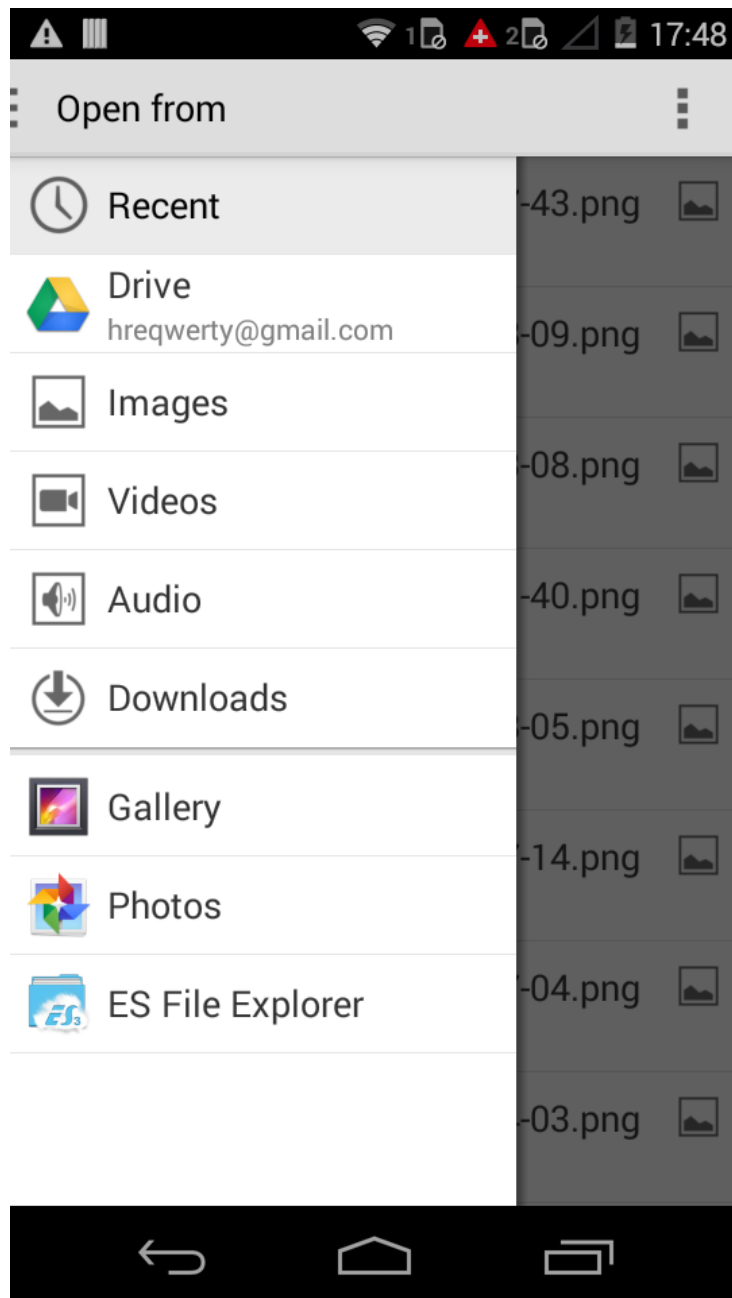 1 2 17:48
Open from
Recent
Drive
hreqwerty@gmail.com
Images
Videos
Audio
Downloads
Gallery
Photos
ES File Explorer
-43.png
-09.png
-08.png
-40.png
-05.png
-14.png
-04.png
-03.png